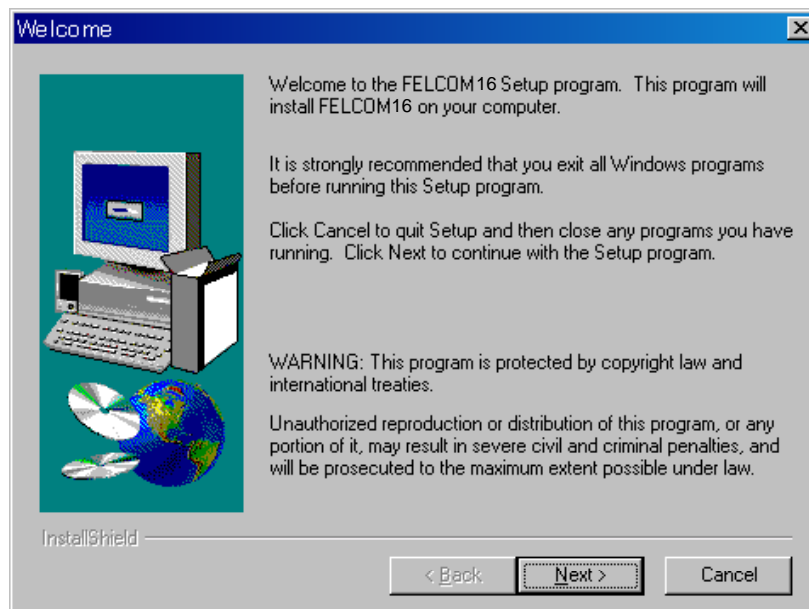 Welcome
Welcome to the FELCOM16 Setup program. This program will
install FELCOM16 on your computer.
It is strongly recommended that you exit all Windows programs
before running this Setup program.
Click Cancel to quit Setup and then close any programs you have
running. Click Next to continue with the Setup program.
WARNING: This program is protected by copyright law and
international treaties.
Unauthorized reproduction or distribution of this program, or any
portion of it, may result in severe civil and criminal penalties, and
will be prosecuted to the maximum extent possible under law.
InstallShield
< Back
Next >
Cancel